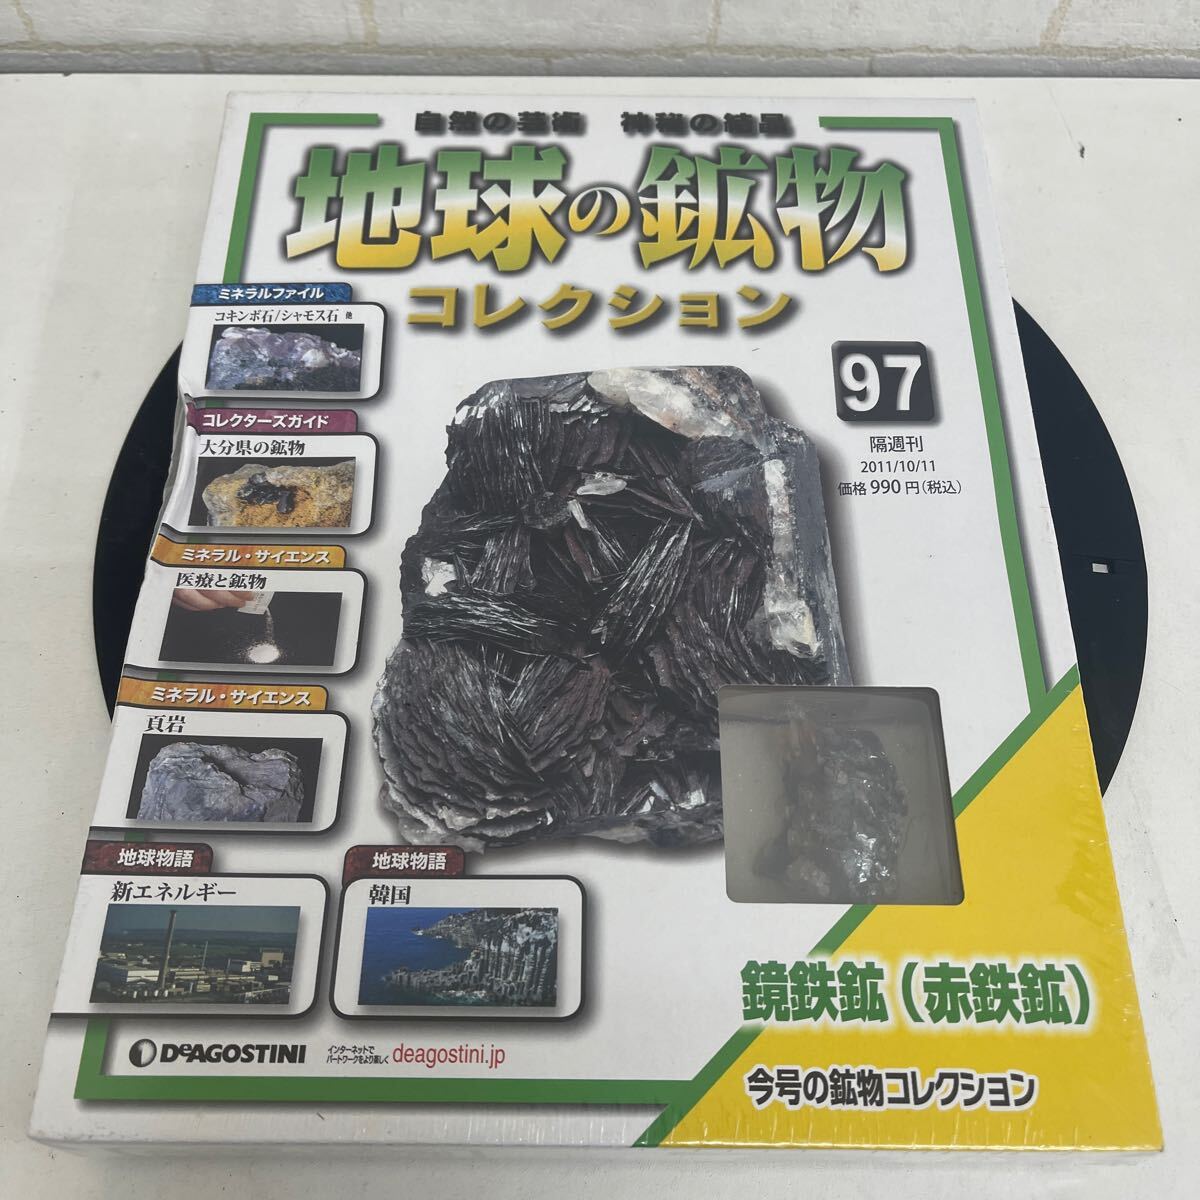 自然の芸術 神秘の結晶
地球の鉱物
コレクション
97
隔週刊
2011/10/11
価格990円(税込)
ミネラルファイル
コキンボ石/シャモス石 他
コレクターズガイド
大分県の鉱物
ミネラル・サイエンス
医療と鉱物
ミネラル・サイエンス
頁岩
地球物語
新エネルギー
地球物語
韓国
鏡鉄鉱(赤鉄鉱)
今号の鉱物コレクション
DeAGOSTINI
インターネットで
パートワークをより楽しく
deagostini.jp